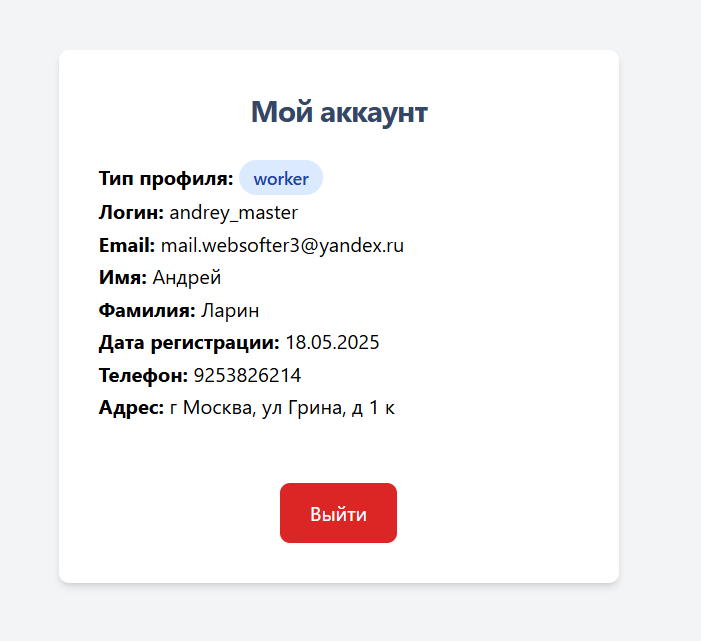 Мой аккаунт
Тип профиля: worker
Логин: andrey_master
Email: mail.websofter3@yandex.ru
Имя: Андрей
Фамилия: Ларин
Дата регистрации: 18.05.2025
Телефон: 9253826214
Адрес: г Москва, ул Грина, д 1 к
Выйти